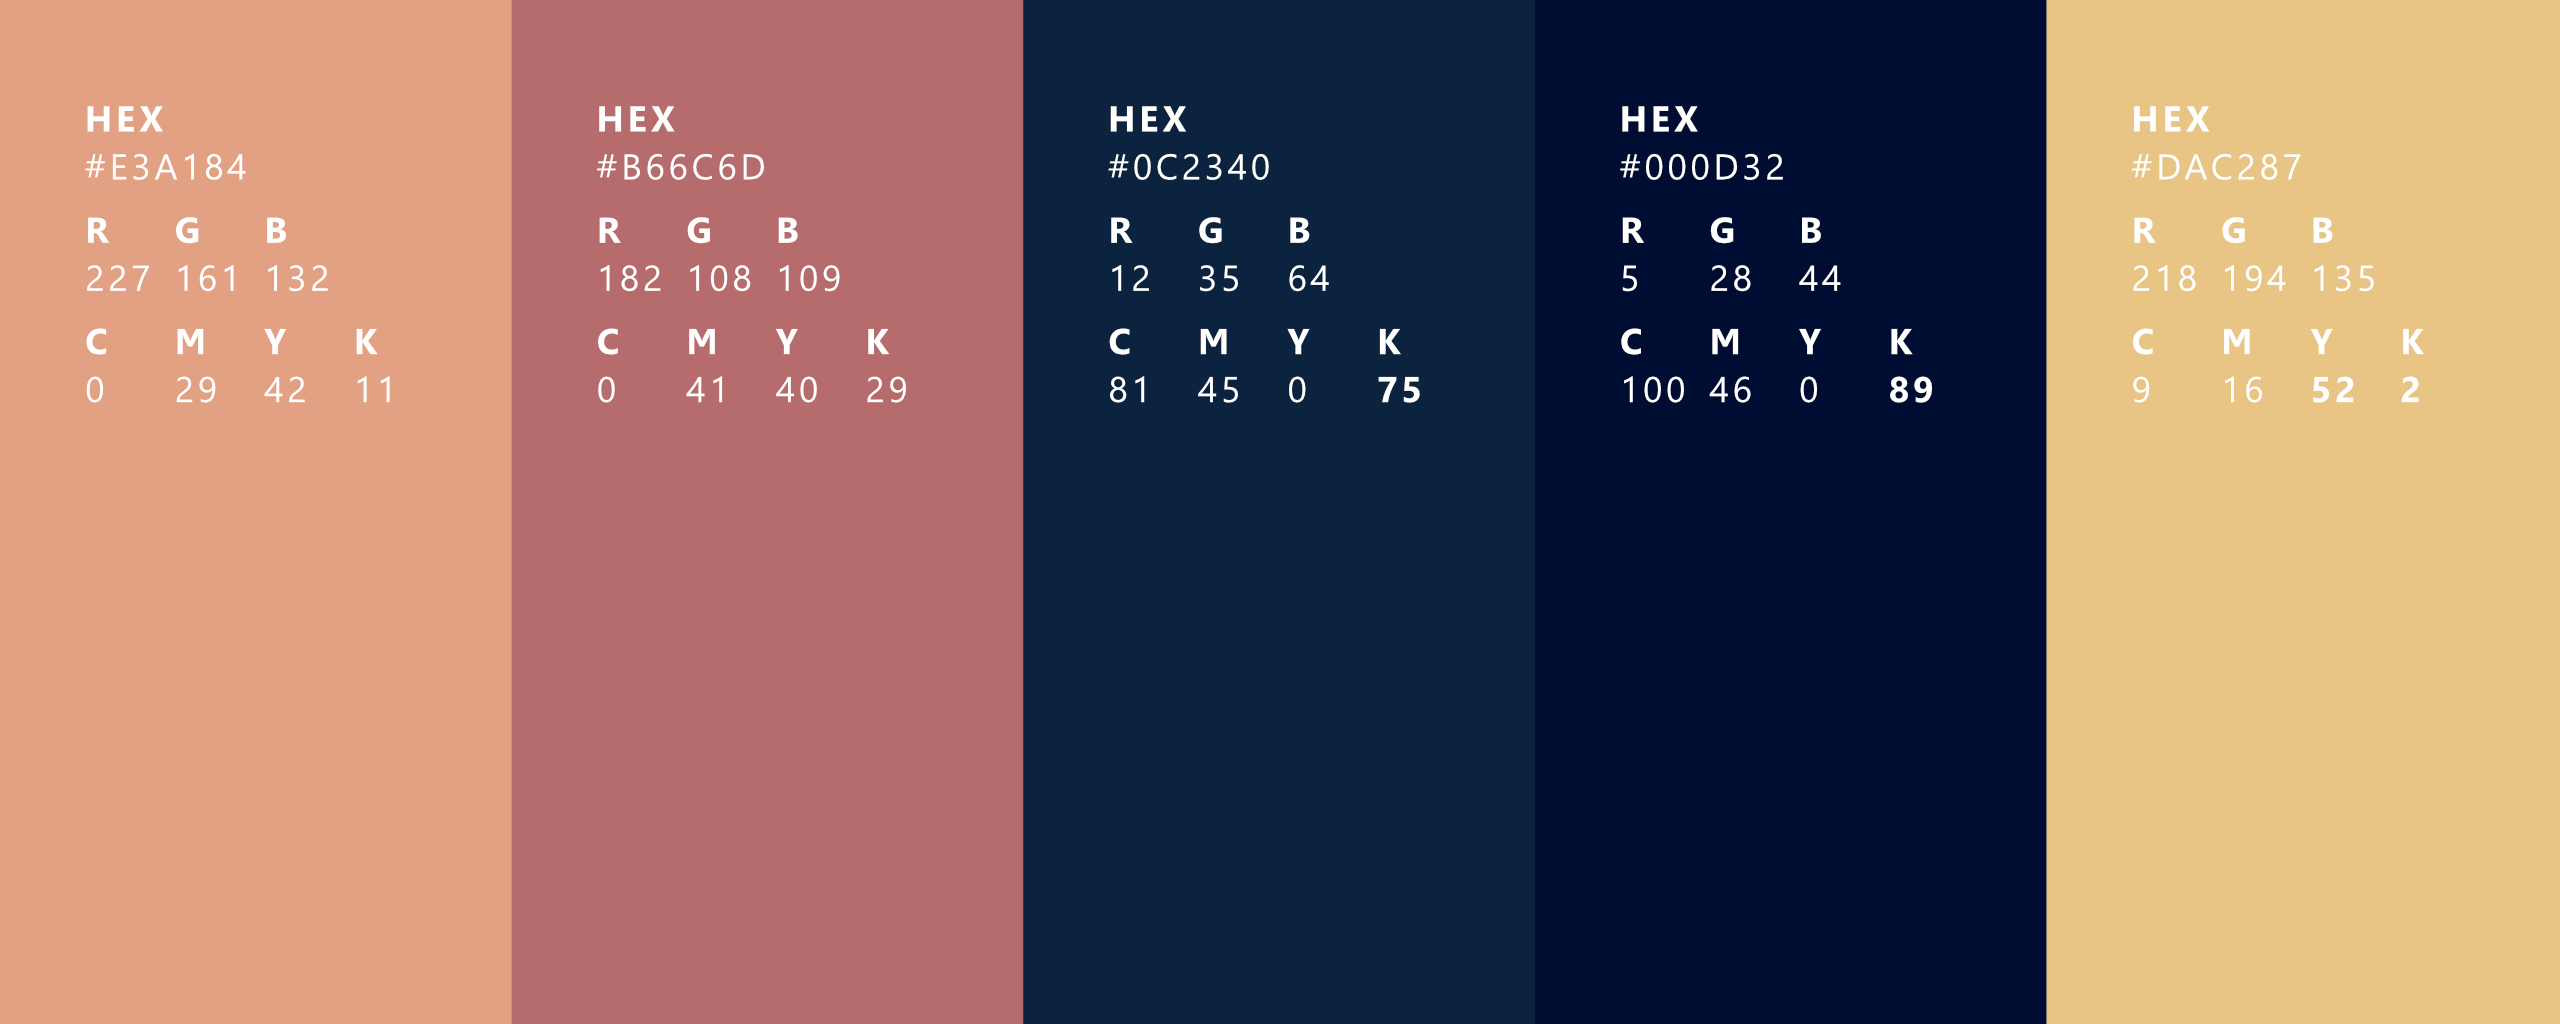 HEX
#E3A184
R G B
227 161 132
C M Y K
0 29 42 11
HEX
#B66C6D
R G B
182 108 109
C M Y K
0 41 40 29
HEX
#0C2340
R G B
12 35 64
C M Y K
81 45 0 75
HEX
#000D32
R G B
5 28 44
C M Y K
100 46 0 89
HEX
#DAC287
R G B
218 194 135
C M Y K
9 16 52 2